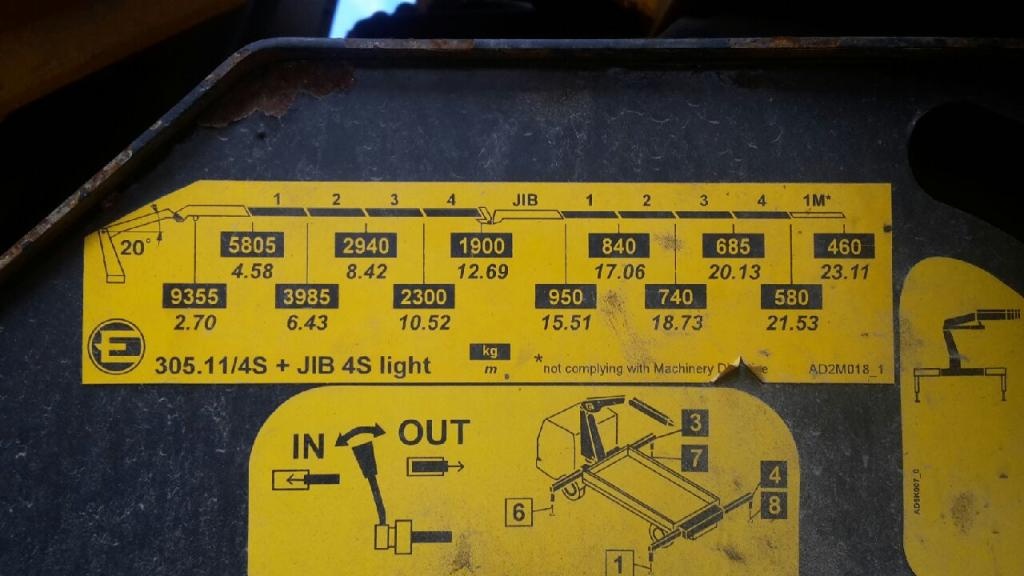 1 2 3 4 JIB 1 2 3 4 1M*
20°
5805 2940 1900 840 685 460
4.58 8.42 12.69 17.06 20.13 23.11
9355 3985 2300 950 740 580
2.70 6.43 10.52 15.51 18.73 21.53
E
305.11/4S + JIB 4S light
kg
m
* not complying with Machinery
AD2M018_1
IN OUT
3
7
4
8
6
1